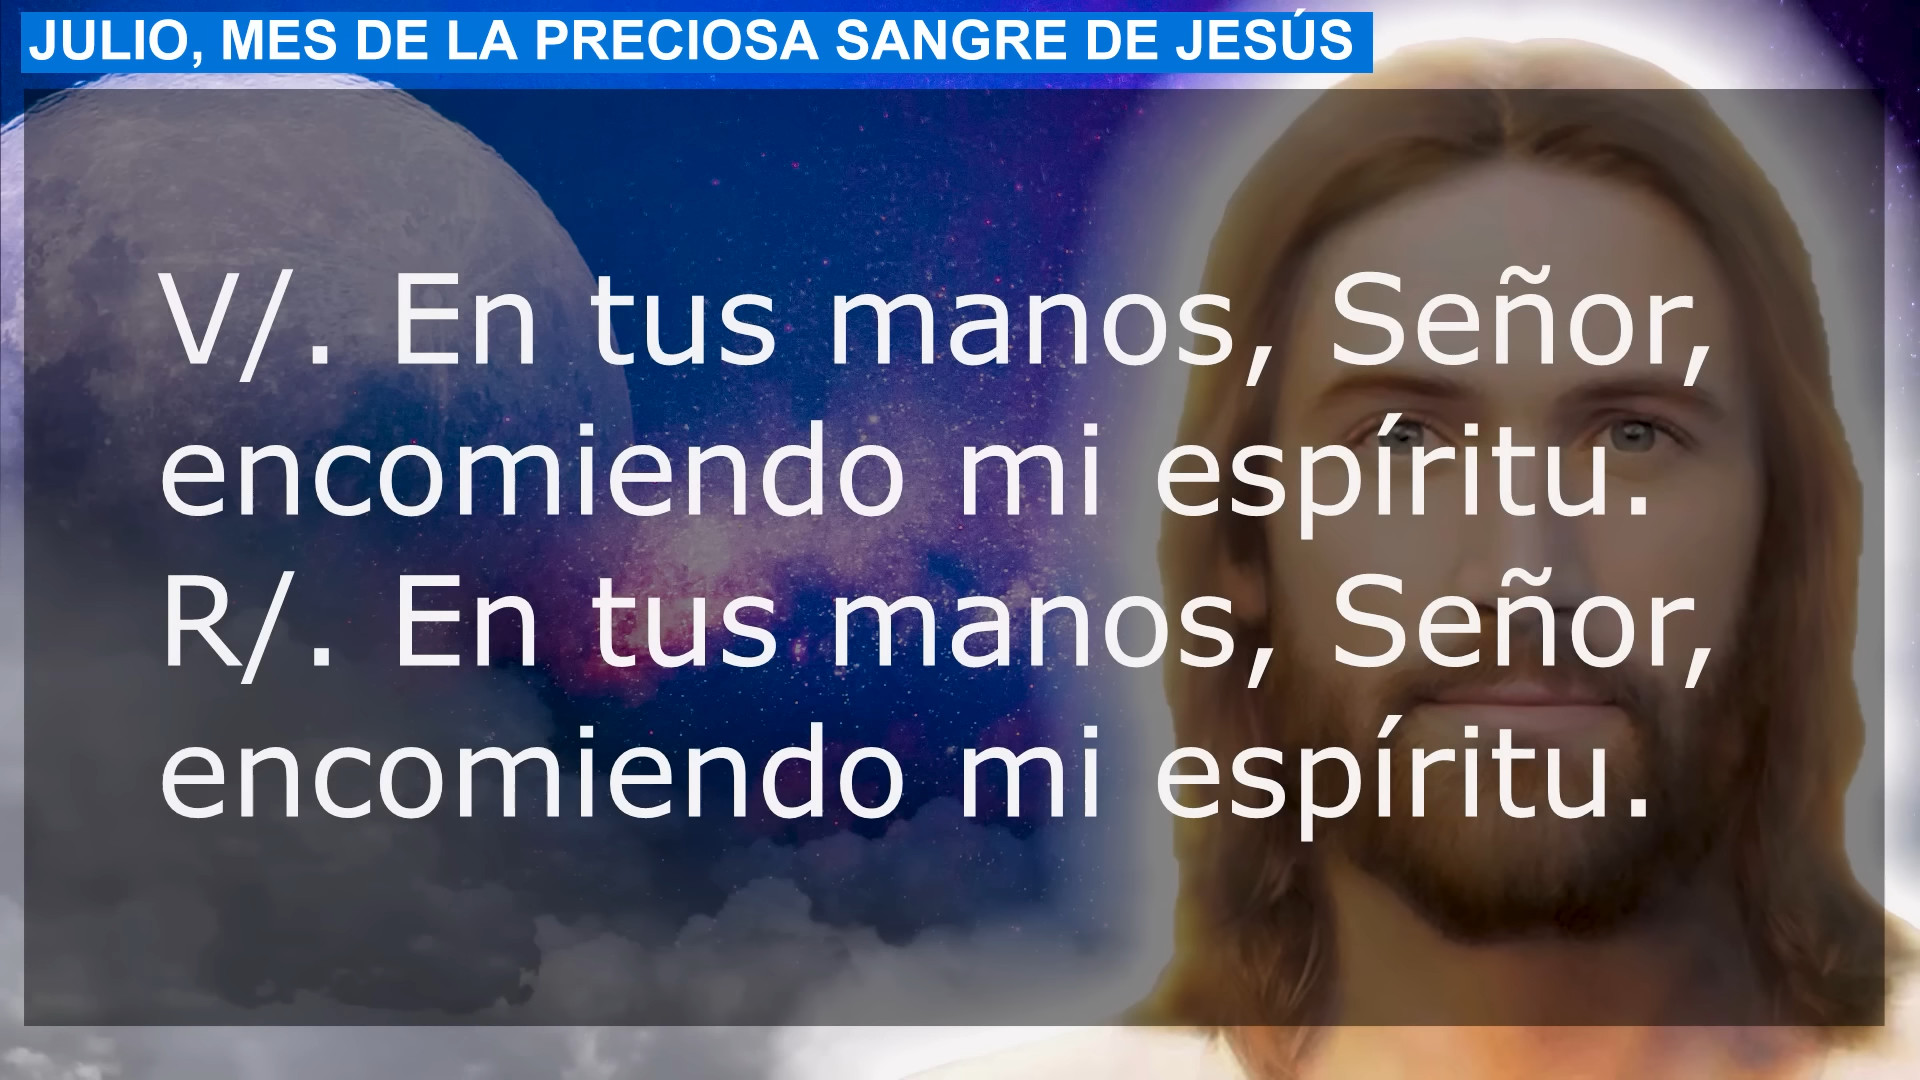 JULIO, MES DE LA PRECIOSA SANGRE DE JESÚS
V/. En tus manos, Señor,
encomiendo mi espíritu.
R/. En tus manos, Señor,
encomiendo mi espíritu.